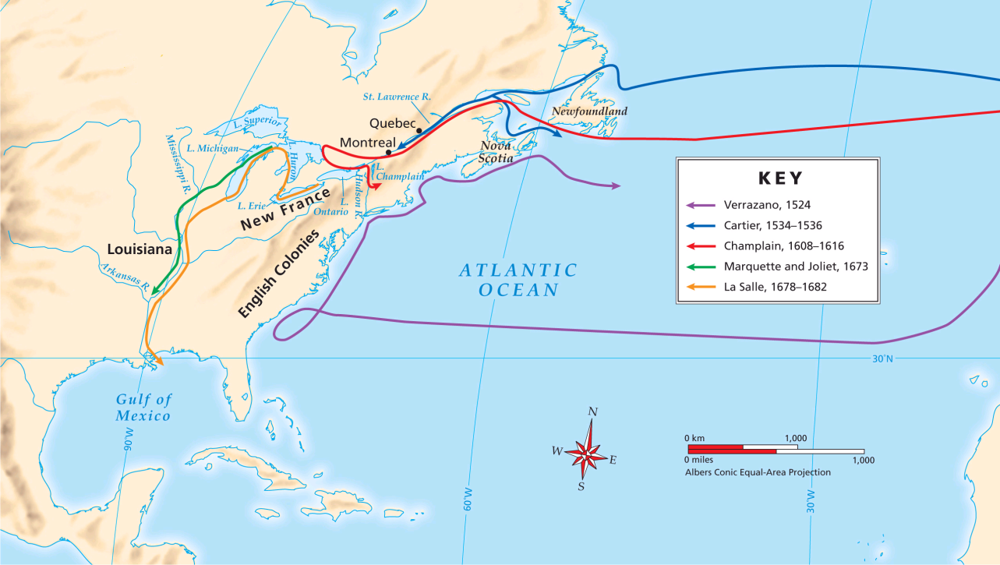 St. Lawrence R.
Newfoundland
L. Superior
Quebec
Mississippi R.
L. Michigan
Montreal
Nova
Scotia
L. Huron
L.
Champlain
Hudson R.
L. Erie
L.
Ontario
New France
Louisiana
English Colonies
Arkansas R.
ATLANTIC
OCEAN
KEY
Verrazano, 1524
Cartier, 1534–1536
Champlain, 1608–1616
Marquette and Joliet, 1673
La Salle, 1678–1682
30°N
Gulf of
Mexico
90°W
60°W
30°W
N
W
E
S
0 km 1,000
0 miles 1,000
Albers Conic Equal-Area Projection